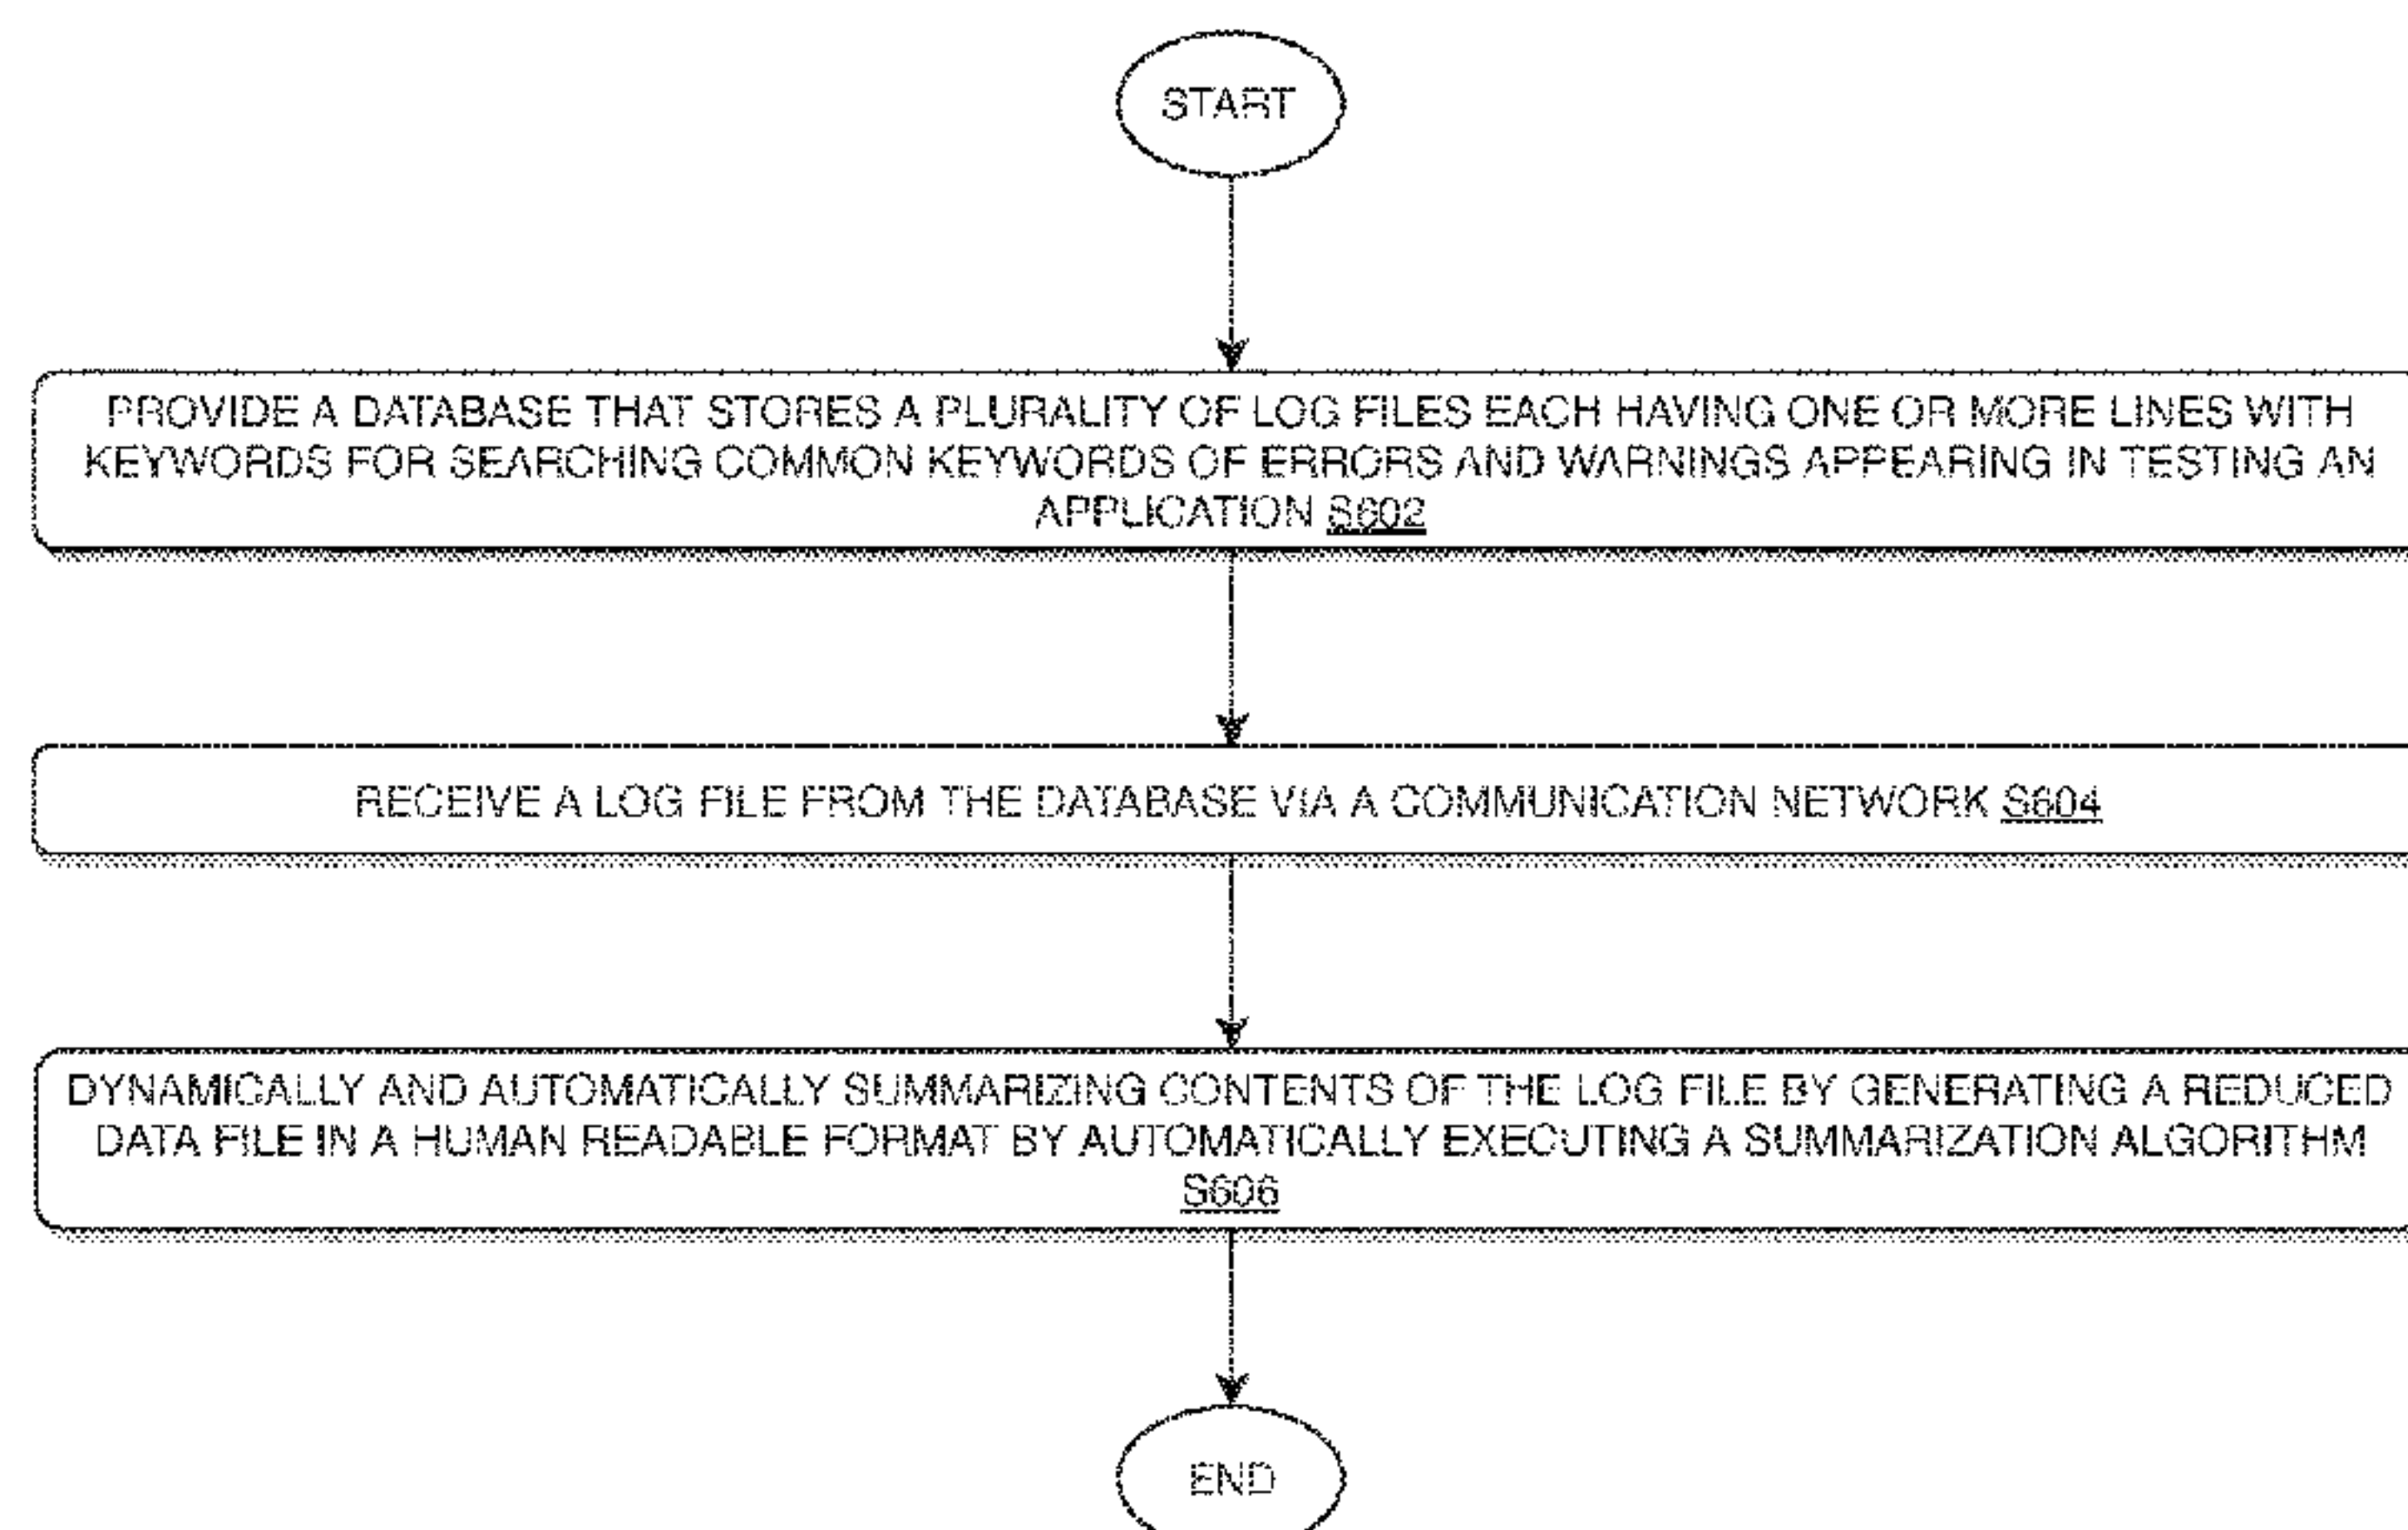 START
PROVIDE A DATABASE THAT STORES A PLURALITY OF LOG FILES EACH HAVING ONE OR MORE LINES WITH
KEYWORDS FOR SEARCHING COMMON KEYWORDS OF ERRORS AND WARNINGS APPEARING IN TESTING AN
APPLICATION S602
RECEIVE A LOG FILE FROM THE DATABASE VIA A COMMUNICATION NETWORK S604
DYNAMICALLY AND AUTOMATICALLY SUMMARIZING CONTENTS OF THE LOG FILE BY GENERATING A REDUCED
DATA FILE IN A HUMAN READABLE FORMAT BY AUTOMATICALLY EXECUTING A SUMMARIZATION ALGORITHM
S606
END